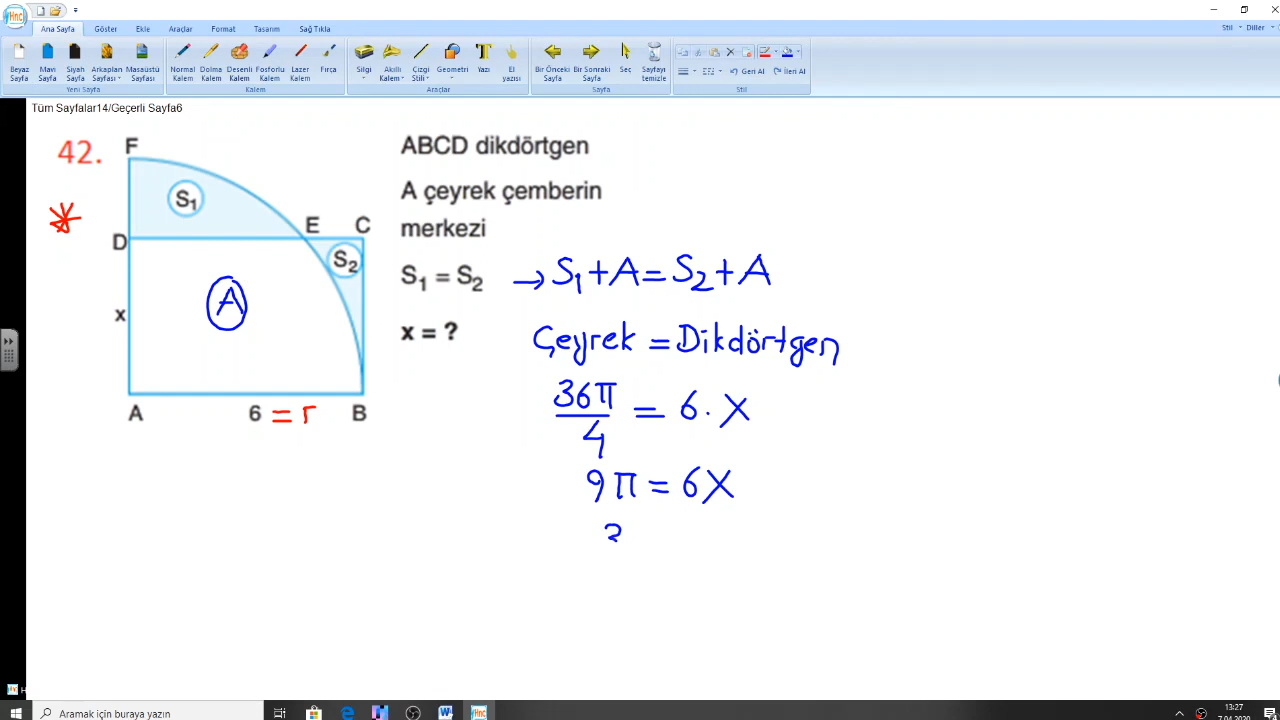 Ana Sayfa Göster Ekle Araçlar Format Tasarım Sağ Tıkla
Stil Diller
Beyaz Sayfa Mavi Sayfa Siyah Sayfa Arkaplan Sayfası Masaüstü Sayfası
Normal Kalem Dolma Kalem Desenli Kalem Fosforlu Kalem Lazer Kalem Fırça
Silgi Akıllı Kalem Çizgi Stili Geometri Yazı El yazısı
Bir Önceki Sayfa Bir Sonraki Sayfa Seç Sayfayı temizle
Geri Al İleri Al
Yeni Sayfa Kalem Araçlar Sayfa Stil
Tüm Sayfalar14/Geçerli Sayfa6
42.
F
S₁
D E C
S₂
A
x
A 6 = r B
ABCD dikdörtgen
A çeyrek çemberin
merkezi
S₁ = S₂ → S₁+A=S₂+A
x = ?
Çeyrek = Dikdörtgen
36π/4 = 6.X
9π = 6X
Aramak için buraya yazın
13:27
7.04.2020